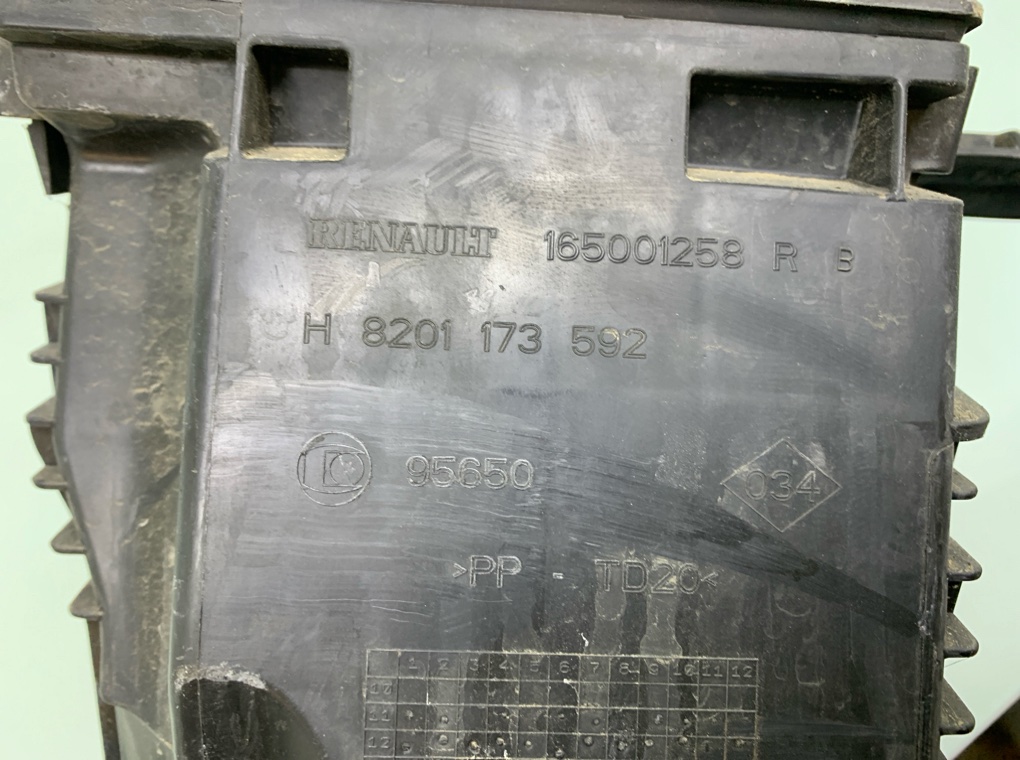 RENAULT 165001258 R B
H 8201 173 592
95650 034
>PP - TD20<
1 2 3 4 5 6 7 8 9 10 11 12
10
11
12